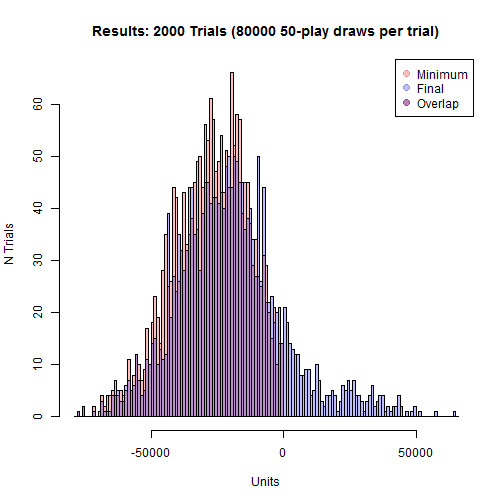 Results: 2000 Trials (80000 50-play draws per trial)
Minimum
Final
Overlap
N Trials
60
50
40
30
20
10
0
-50000 0 50000
Units